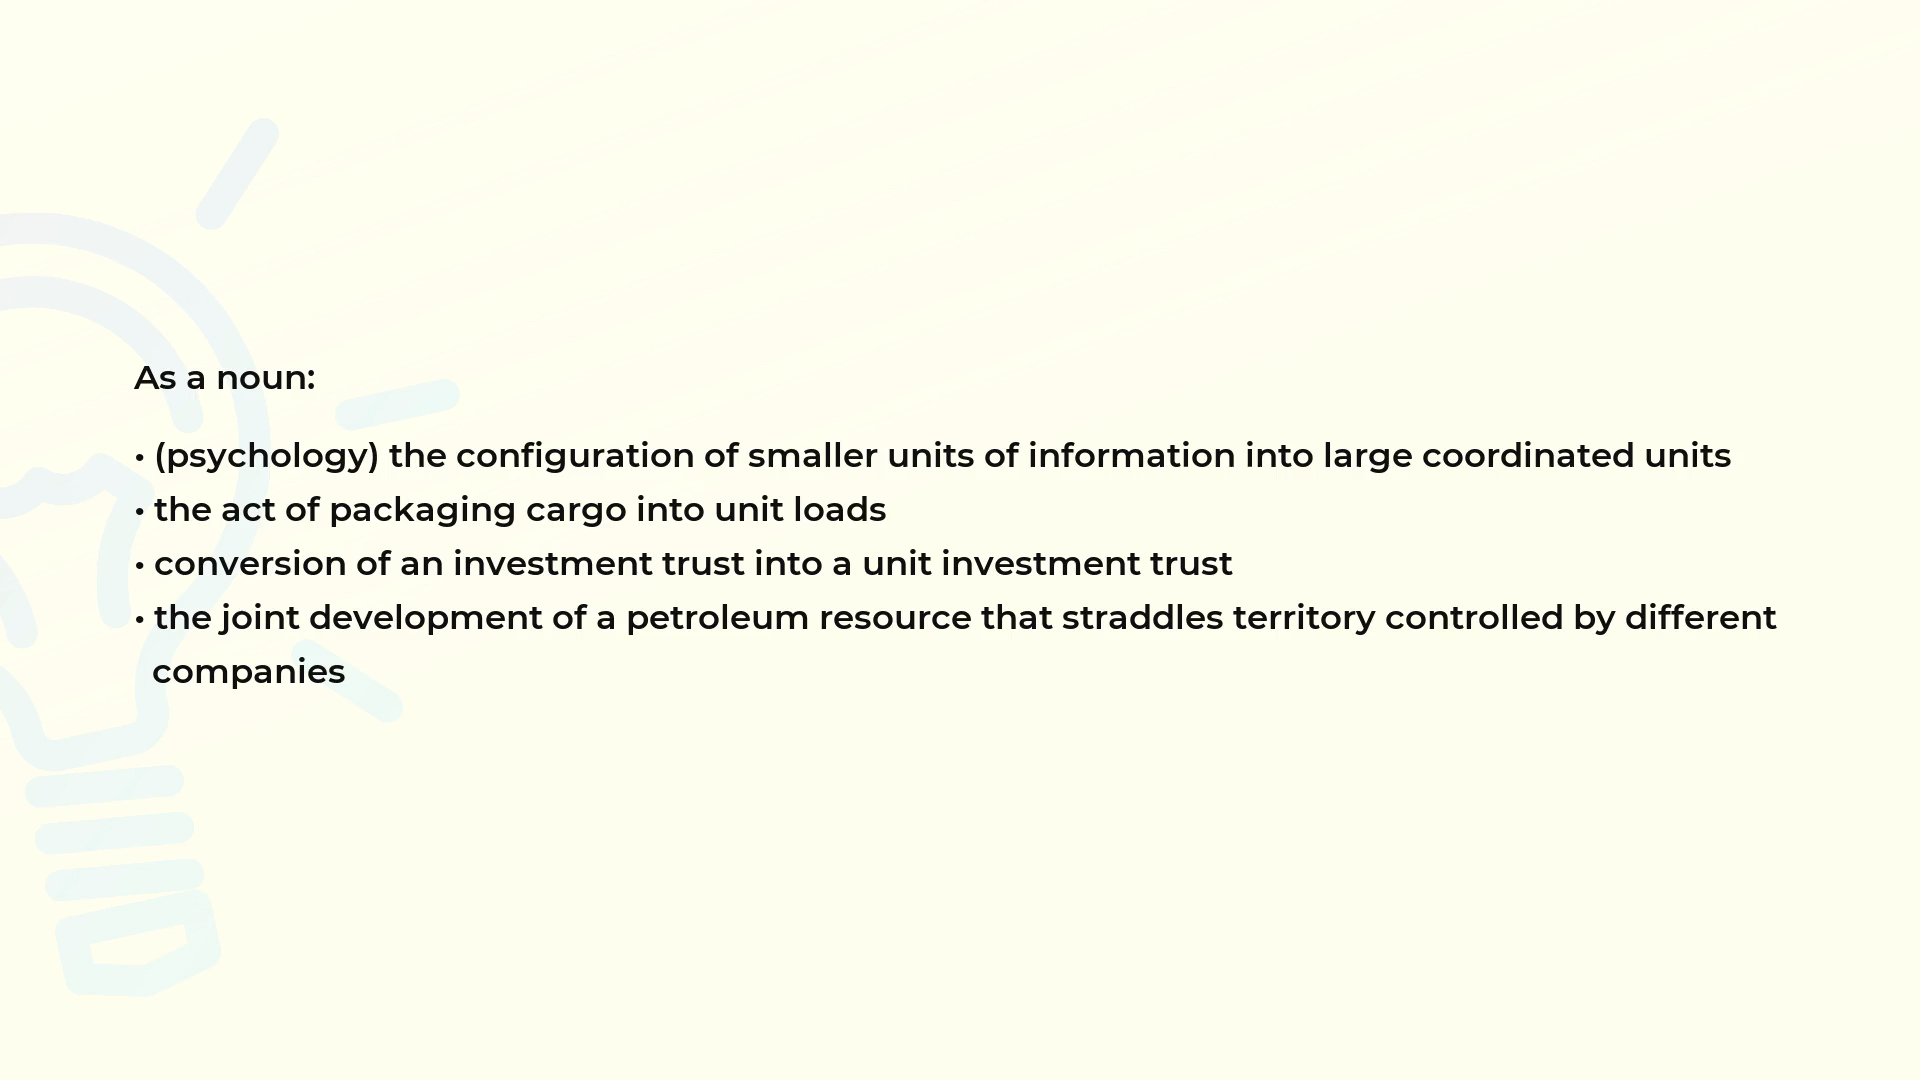 As a noun:
• (psychology) the configuration of smaller units of information into large coordinated units
• the act of packaging cargo into unit loads
• conversion of an investment trust into a unit investment trust
• the joint development of a petroleum resource that straddles territory controlled by different
companies